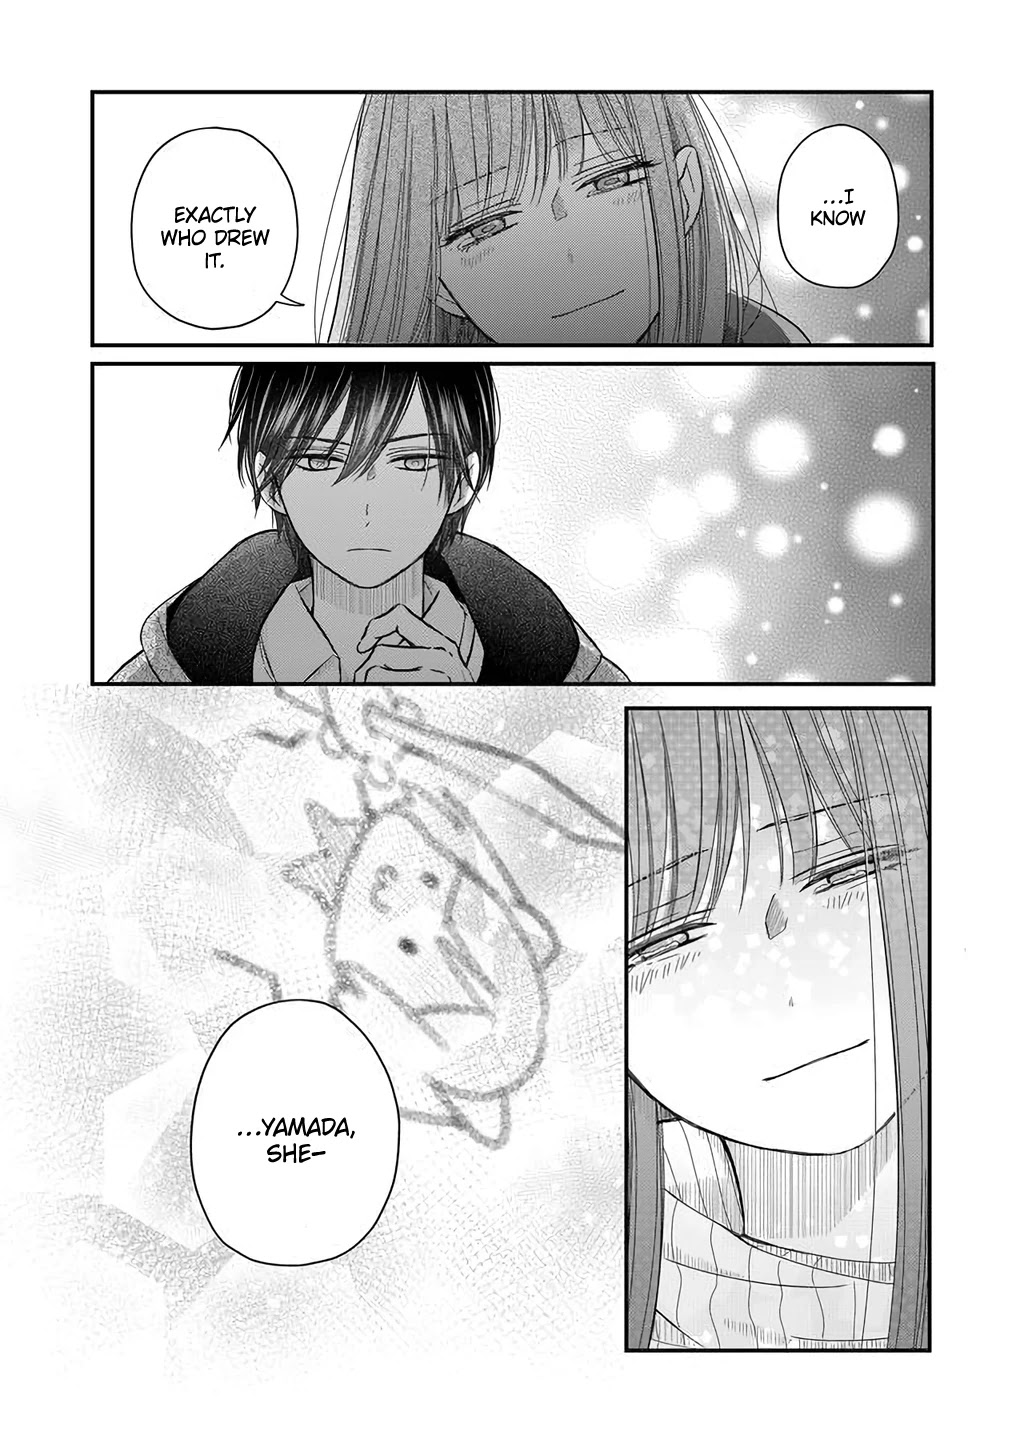 ...I
KNOW
EXACTLY
WHO DREW
IT.
...YAMADA,
SHE-